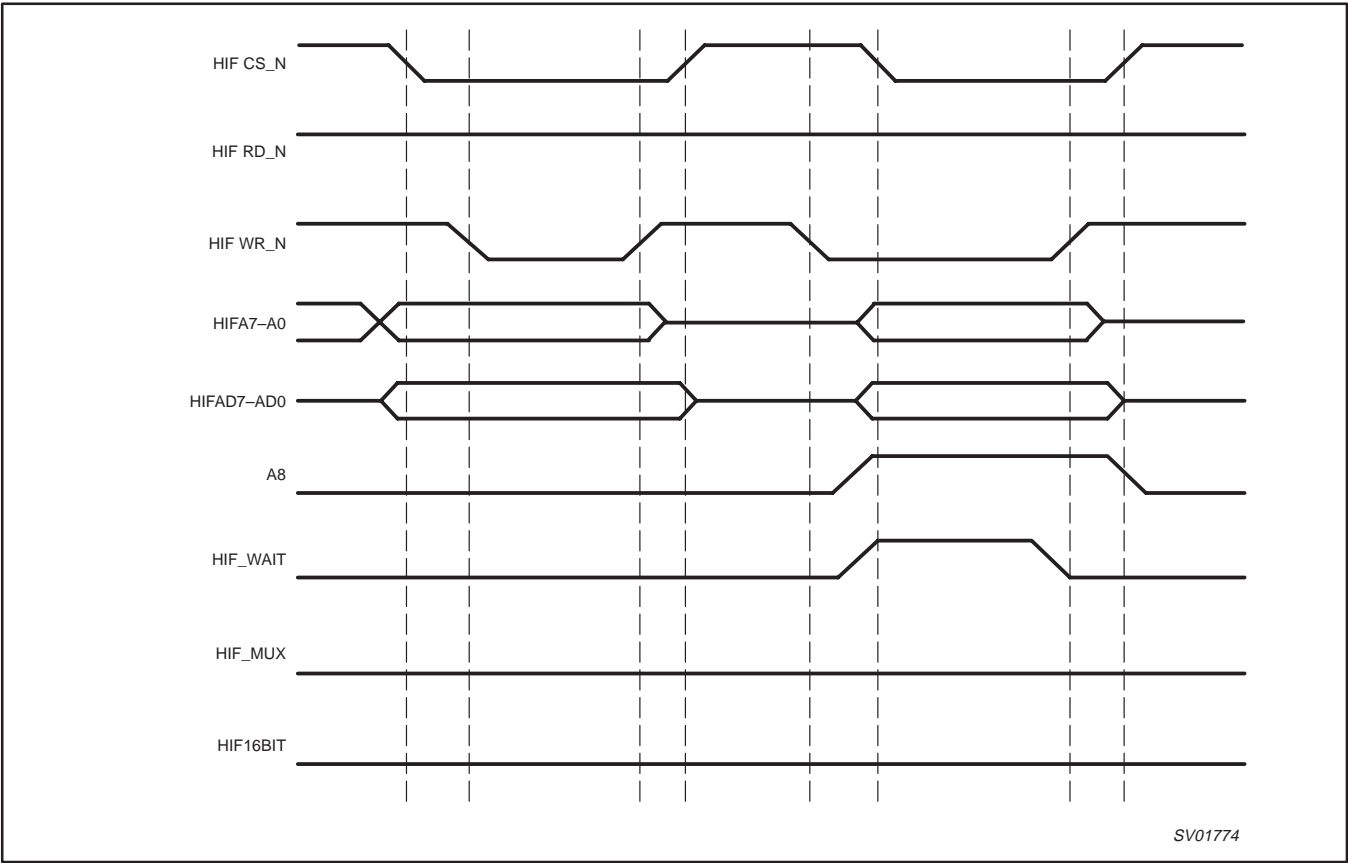 HIF CS_N
HIF RD_N
HIF WR_N
HIFA7–A0
HIFAD7–AD0
A8
HIF_WAIT
HIF_MUX
HIF16BIT
SV01774